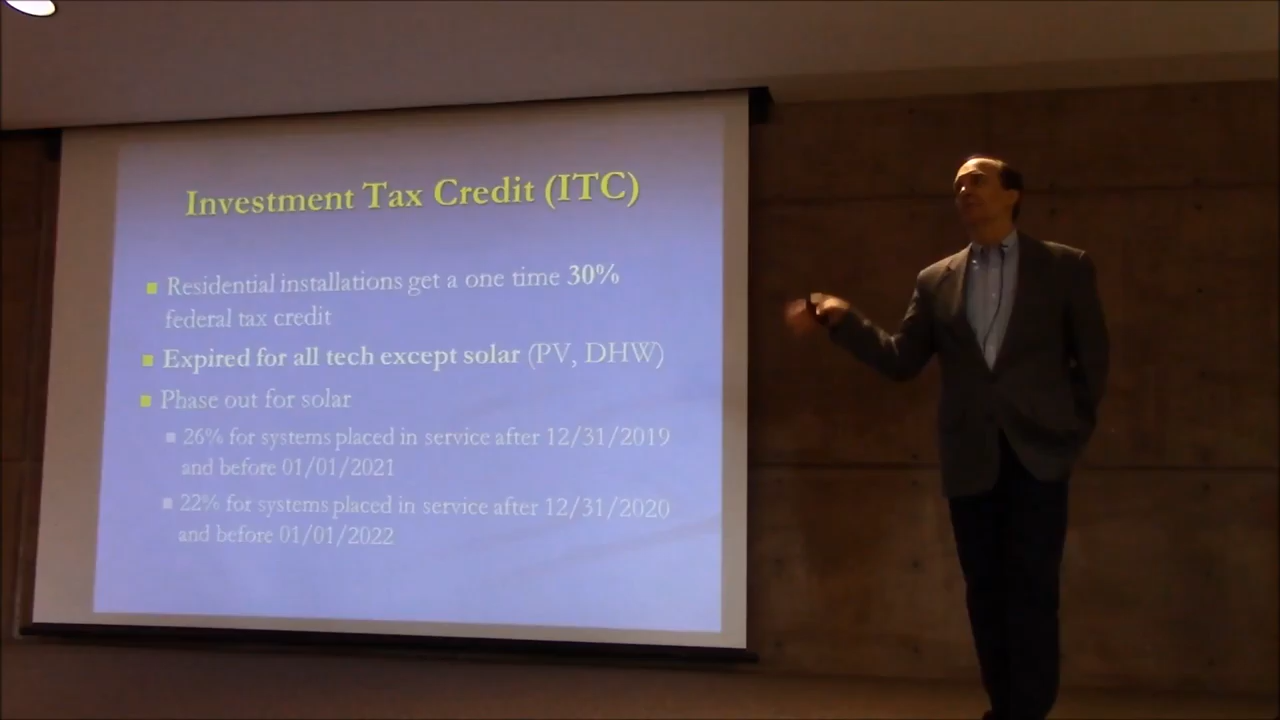 Investment Tax Credit (ITC)
Residential installations get a one time 30%
federal tax credit
Expired for all tech except solar (PV, DHW)
Phase out for solar
26% for systems placed in service after 12/31/2019
and before 01/01/2021
22% for systems placed in service after 12/31/2020
and before 01/01/2022